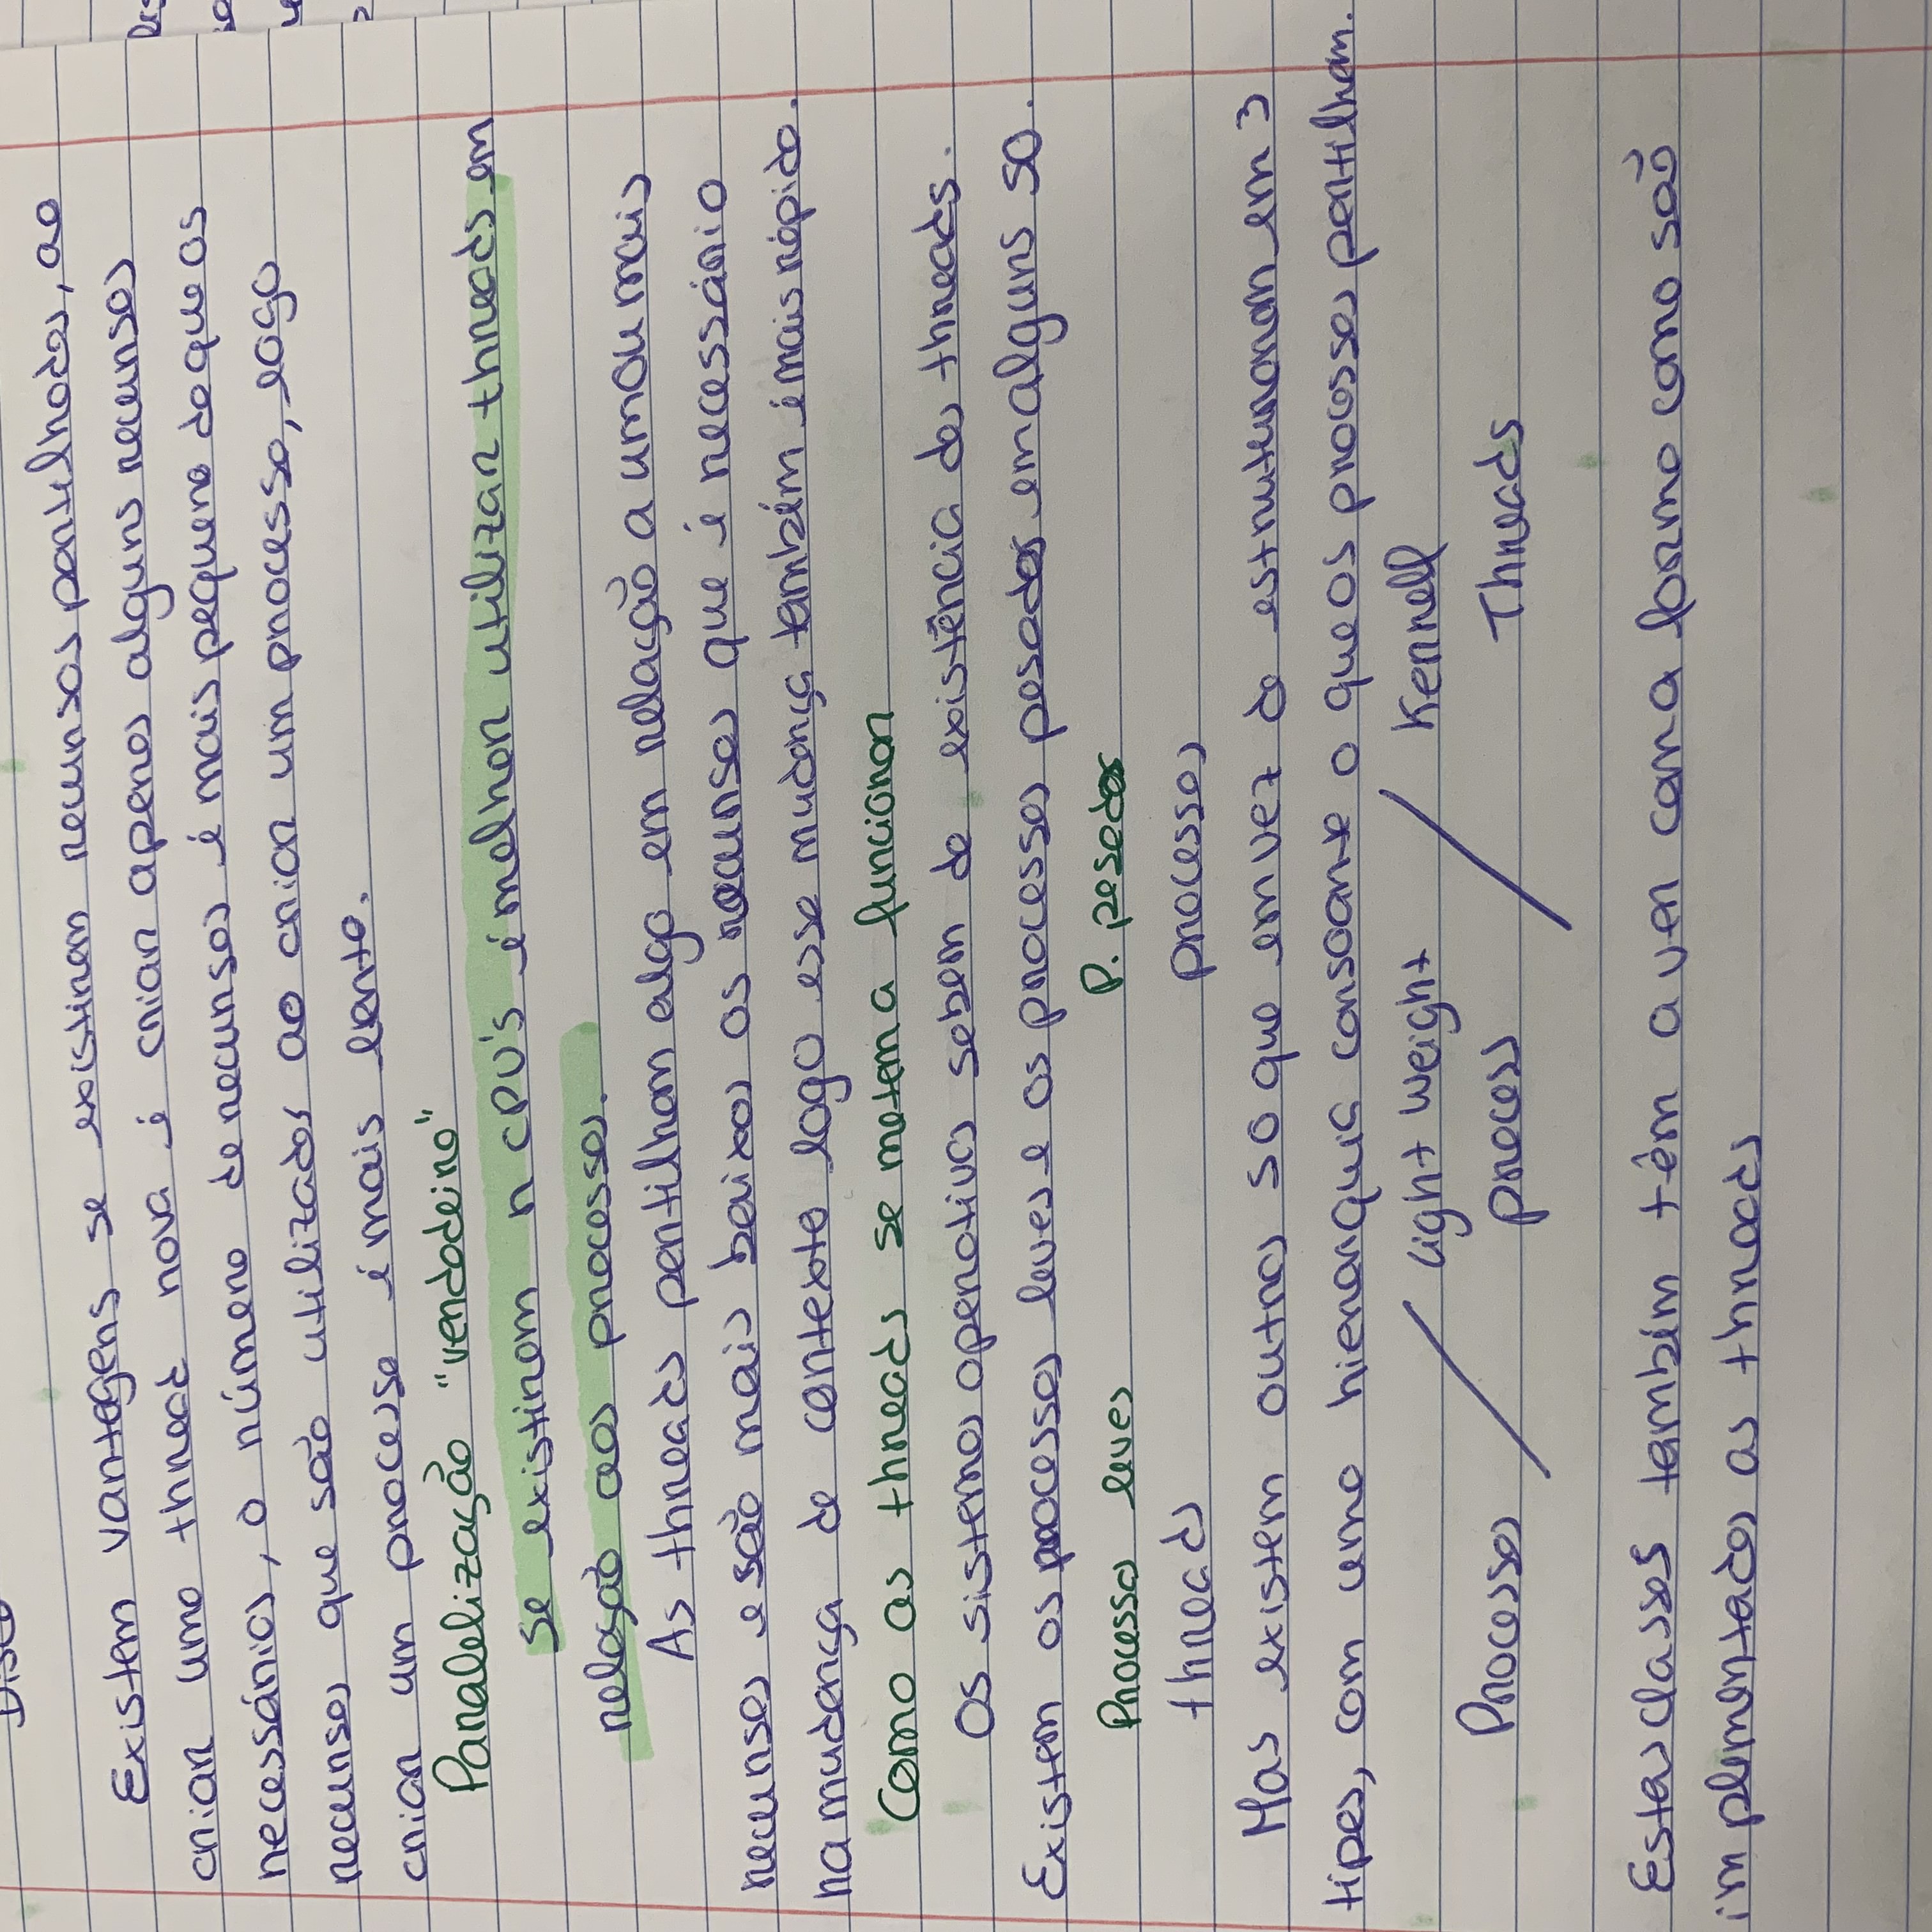 Disco
Existem vantagens se existirem recursos partilhados, ao
criar uma thread nova é criar apenas alguns recursos
necessários, o número de recursos é mais pequeno do que os
recursos que são utilizados ao criar um processo, logo
criar um processo é mais lento.
Paralelização "verdadeira"
Se existirem n CPU's é melhor utilizar threads em
relação aos processos.
As threads partilham algo em relação a um ou mais
recursos e são mais baixos os recursos que é necessário
na mudança de contexto logo essa mudança também é mais rápida.
Como as threads se metem a funcionar
Os sistemas operativos sabem da existência das threads.
Existem os processos leves e os processos pesados em alguns SO.
Processos leves P. pesados
threads processos
Mas existem outros SO que em vez de estruturaram em 3
tipos, com uma hierarquia consoante o que os processos partilham.
Light Weight Kernell
Processos process Threads
Estas classes também têm a ver com a forma como são
implementados as threads